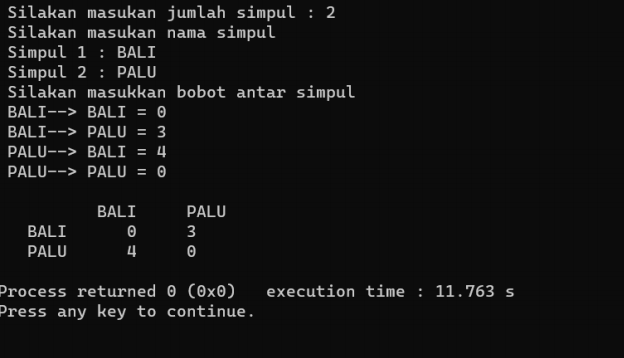 Silakan masukan jumlah simpul : 2
Silakan masukan nama simpul
Simpul 1 : BALI
Simpul 2 : PALU
Silakan masukkan bobot antar simpul
BALI--> BALI = 0
BALI--> PALU = 3
PALU--> BALI = 4
PALU--> PALU = 0
BALI PALU
BALI 0 3
PALU 4 0
Process returned 0 (0x0) execution time : 11.763 s
Press any key to continue.